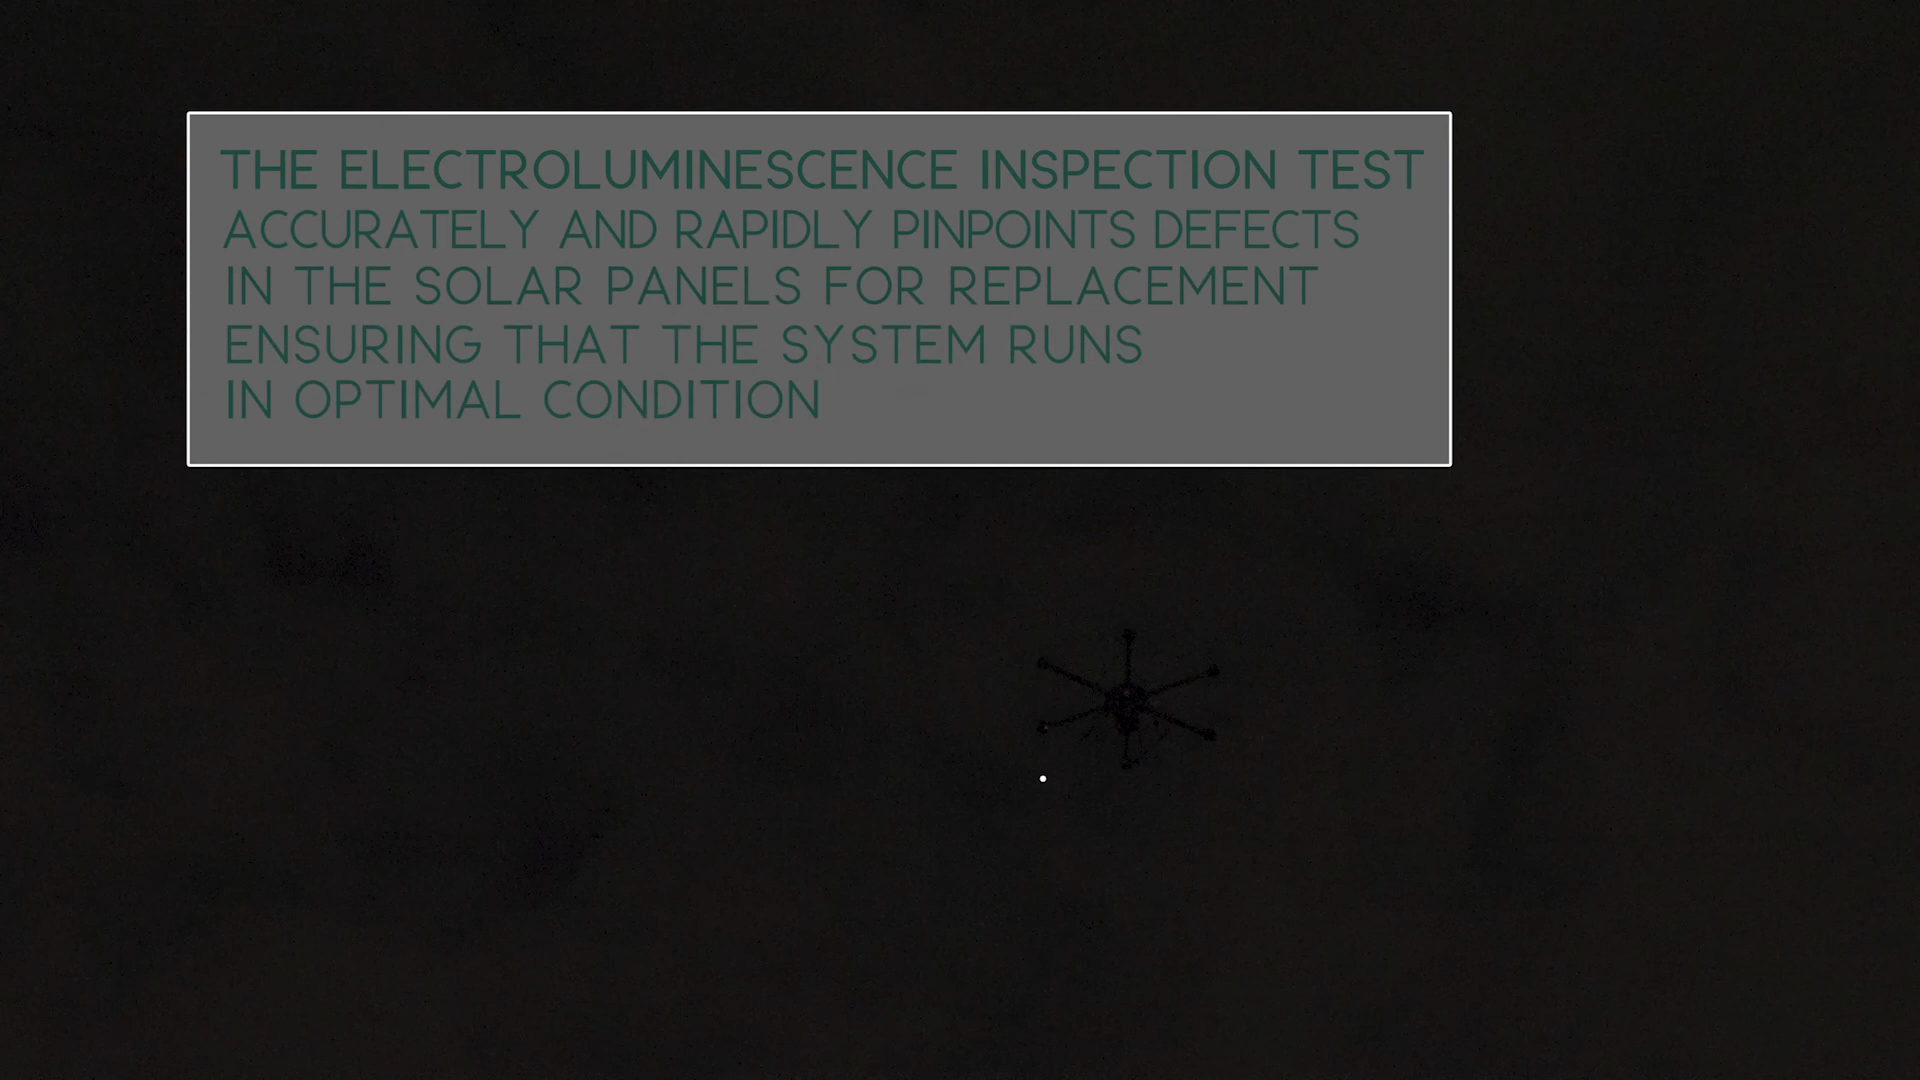 THE ELECTROLUMINESCENCE INSPECTION TEST
ACCURATELY AND RAPIDLY PINPOINTS DEFECTS
IN THE SOLAR PANELS FOR REPLACEMENT
ENSURING THAT THE SYSTEM RUNS
IN OPTIMAL CONDITION